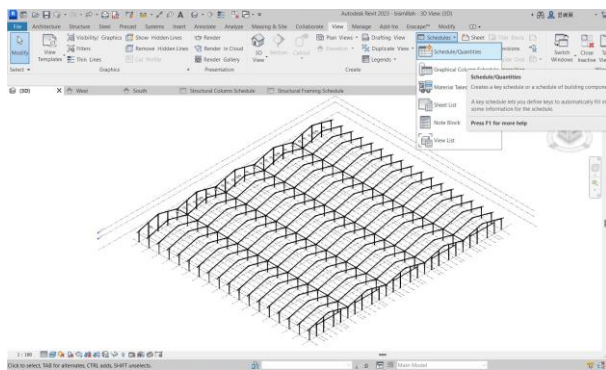 Autodesk Revit 2023 - 3D View: {3D}
File Architecture Structure Steel Precast Systems Insert Annotate Analyze Massing & Site Collaborate View Manage Add-Ins Enscape™ Modify
Modify
View
Templates
Visibility/ Graphics
Filters
Thin Lines
Show Hidden Lines
Remove Hidden Lines
Cut Profile
Render
Render in Cloud
Render Gallery
3D
View
Section
Plan Views
Elevation
Drafting View
Duplicate View
Legends
Schedules
Sheet
Switch
Windows
Close
Inactive
Select
Graphics
Presentation
Create
Windows
Schedule/Quantities
Graphical Column Schedule
Material Takeoff
Sheet List
Note Block
View List
Schedule/Quantities
Creates a key schedule or a schedule of building compone
A key schedule lets you define keys to automatically fill in
some information for the schedule.
Press F1 for more help
{3D} X West South Structural Column Schedule Structural Framing Schedule
1 : 100
Click to select, TAB for alternates, CTRL adds, SHIFT unselects.
Main Model